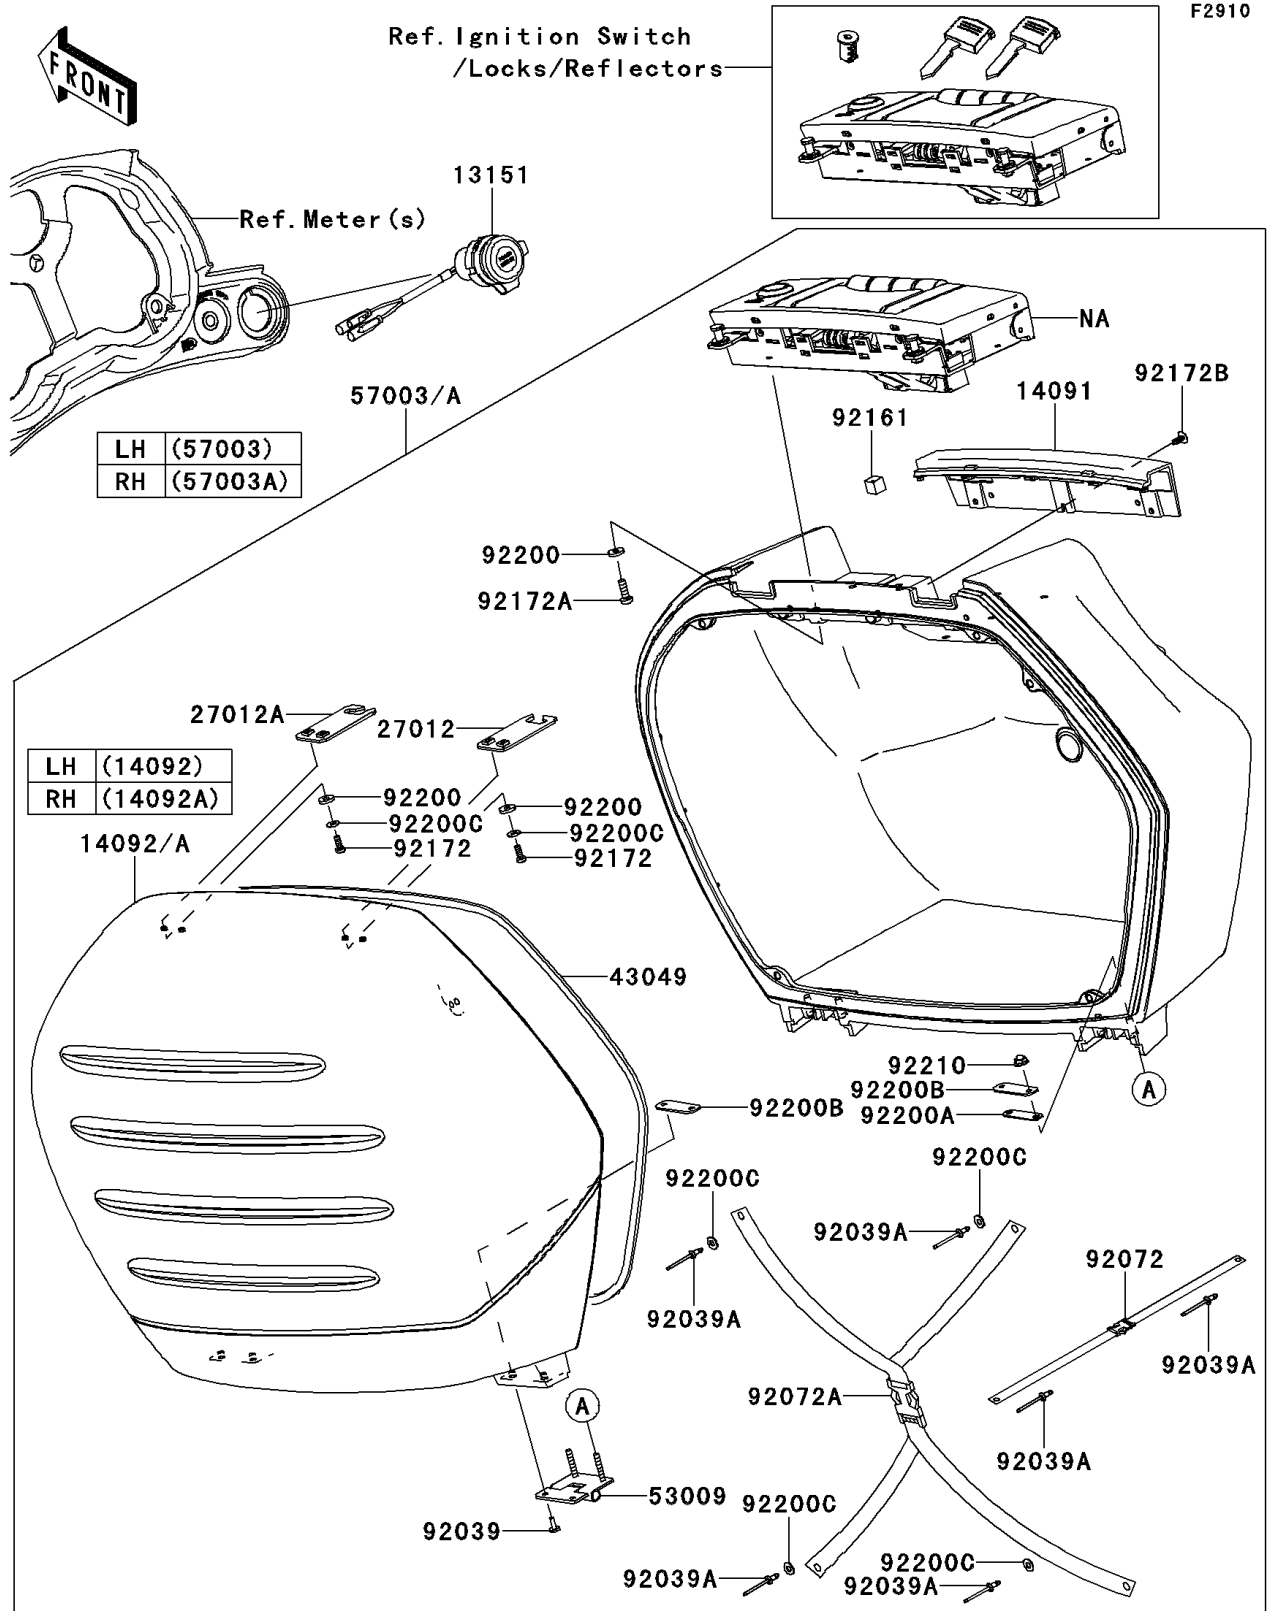 F2910
Ref.Ignition Switch
/Locks/Reflectors
FRONT
13151
Ref.Meter(s)
NA
92172B
14091
57003/A
92161
LH (57003)
RH (57003A)
92200
92172A
27012A
27012
LH (14092)
RH (14092A)
92200
92200
92200C
92200C
14092/A
92172
92172
43049
92210
92200B
A
92200B
92200A
92200C
92200C
92039A
92072
92039A
92039A
92072A
A
92039A
53009
92200C
92039
92200C
92039A
92039A